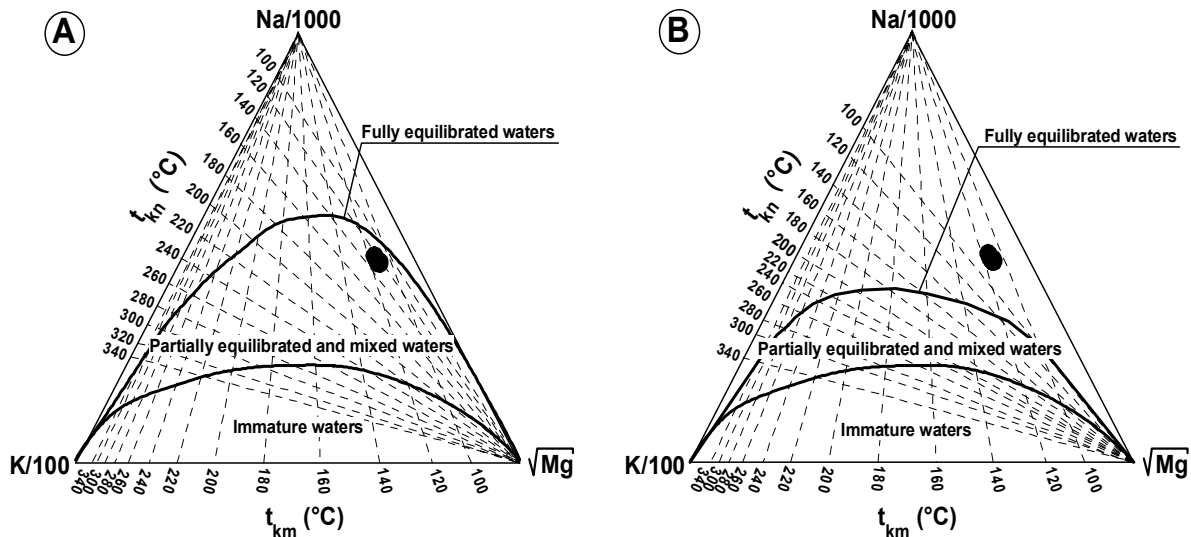 A
Na/1000
100
120
140
160
180
200
220
240
260
280
300
320
340
t_kn (°C)
Fully equilibrated waters
Partially equilibrated and mixed waters
Immature waters
K/100
√Mg
340
300
280
260
240
220
200
180
160
140
120
100
t_km (°C)
B
Na/1000
100
120
140
160
180
200
220
240
260
280
300
340
t_kn (°C)
Fully equilibrated waters
Partially equilibrated and mixed waters
Immature waters
K/100
√Mg
340
300
280
260
240
220
200
180
160
140
120
100
t_km (°C)